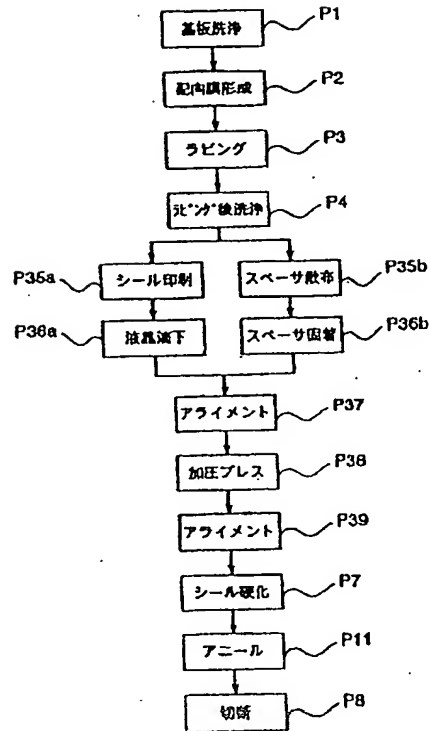 基板洗浄 P1
配向膜形成 P2
ラビング P3
ラビング後洗浄 P4
P35a シール印刷 スペーサ散布 P35b
P36a 液晶滴下 スペーサ固着 P36b
アライメント P37
加圧プレス P38
アライメント P39
シール硬化 P7
アニール P11
切断 P8